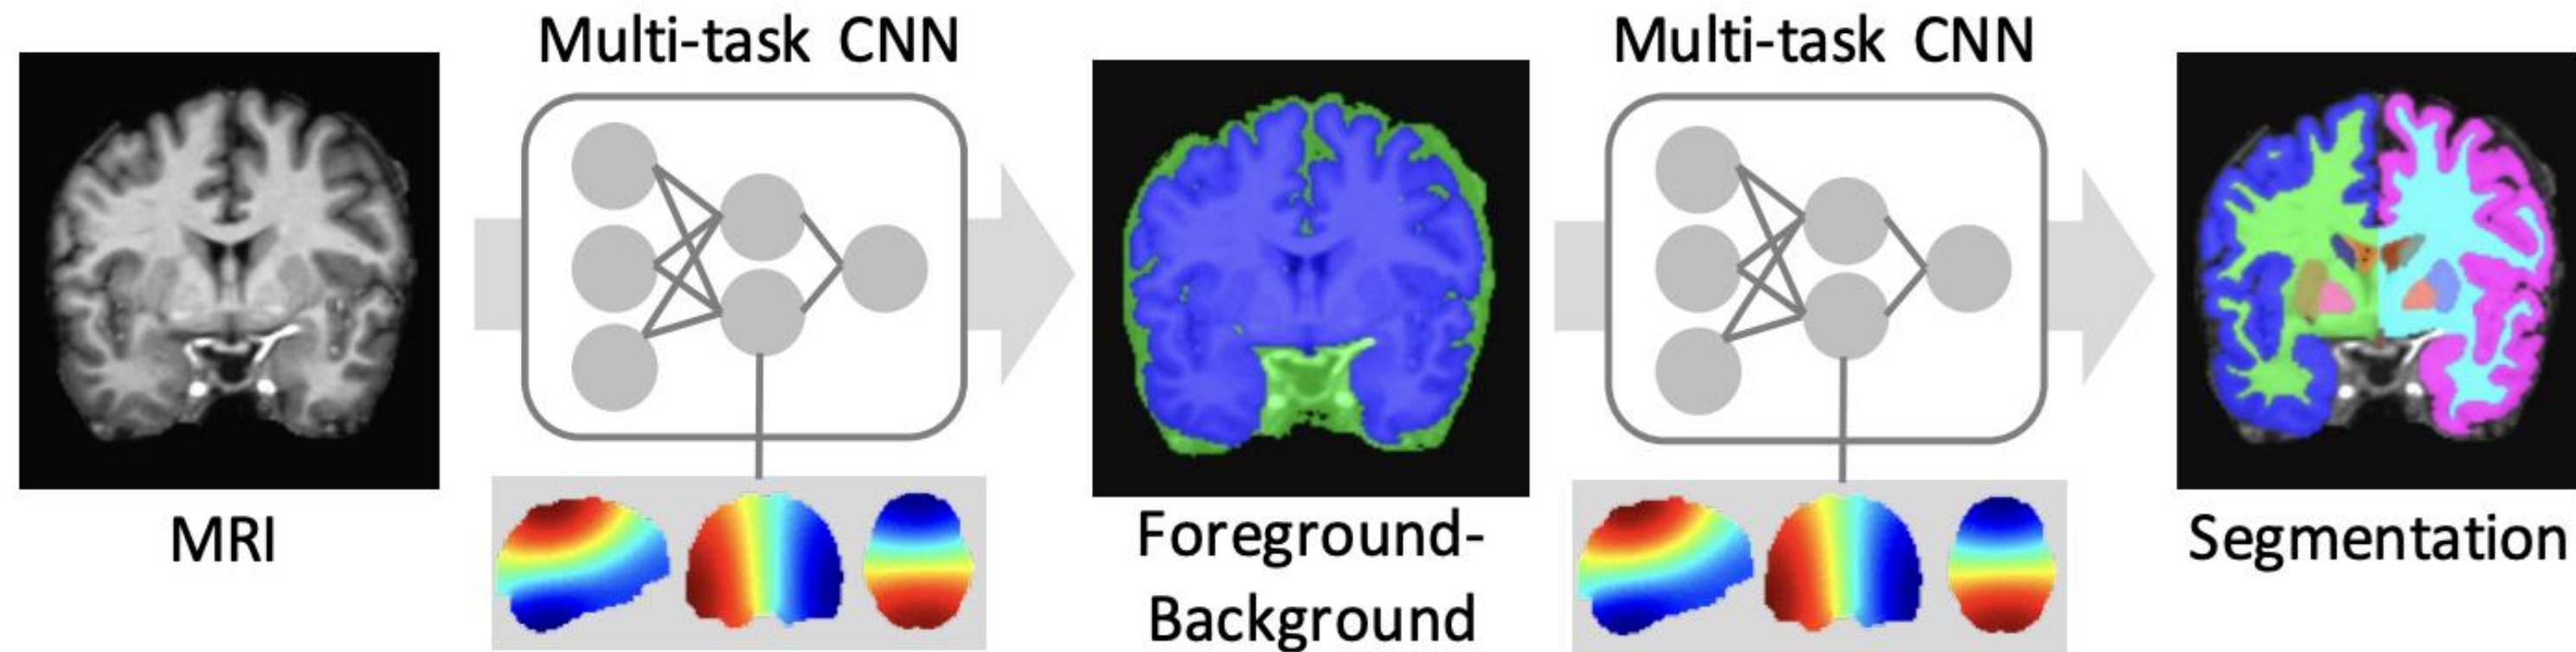 Multi-task CNN
Multi-task CNN
MRI
Foreground-
Background
Segmentation